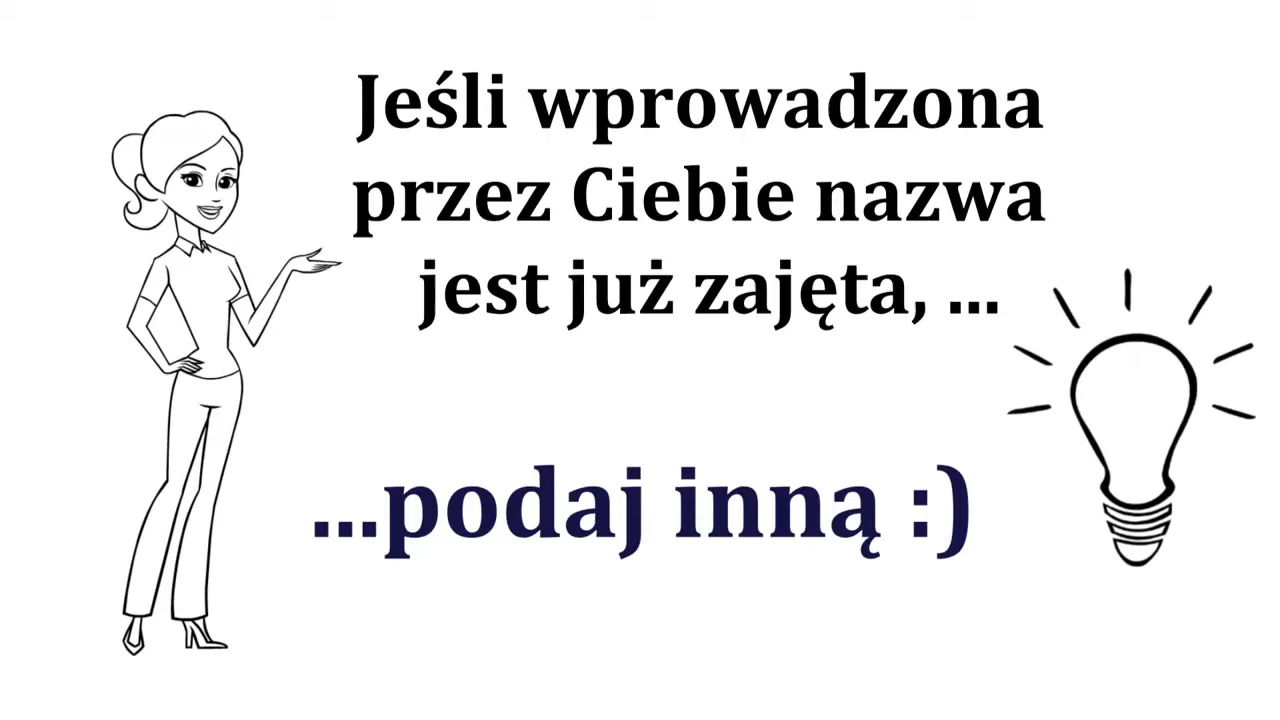 Jeśli wprowadzona
przez Ciebie nazwa
jest już zajęta, ...
...podaj inną :)